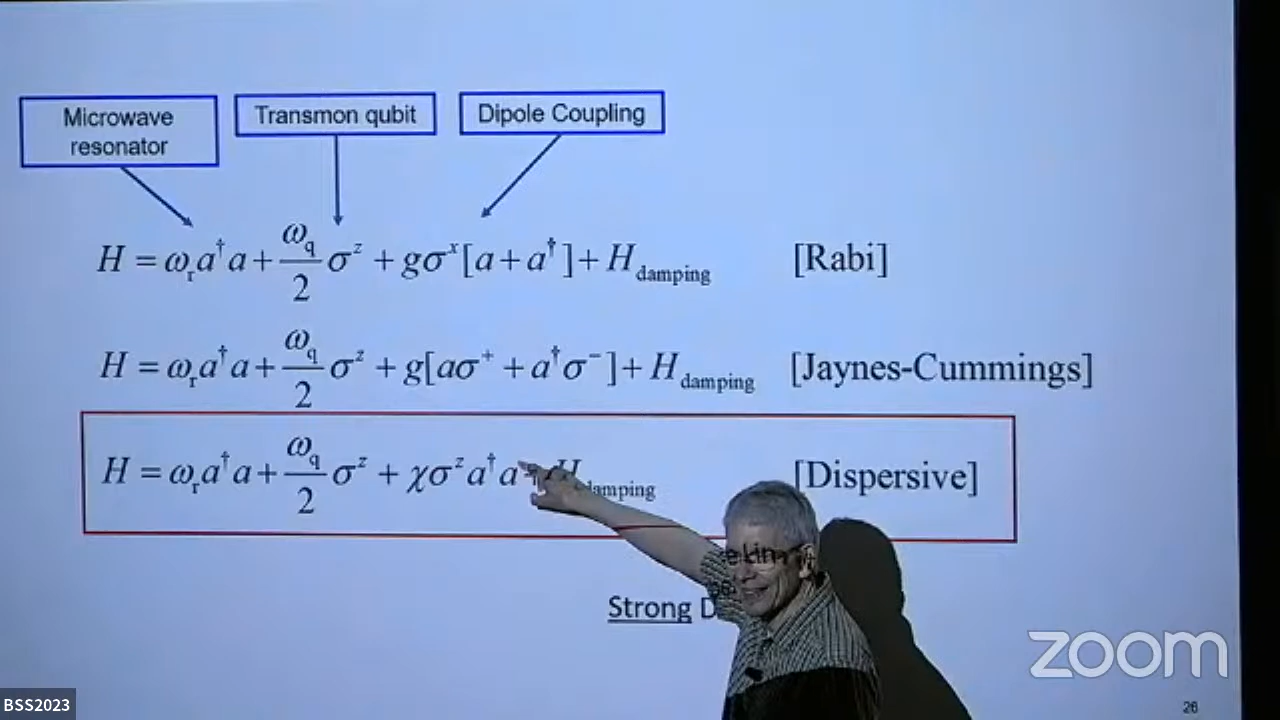 Microwave
resonator
Transmon qubit
Dipole Coupling
H = ω_r a†a + ω_q/2 σ^z + gσ^x[a + a†] + H_damping [Rabi]
H = ω_r a†a + ω_q/2 σ^z + g[aσ^+ + a†σ^-] + H_damping [Jaynes-Cummings]
H = ω_r a†a + ω_q/2 σ^z + χσ^z a†a + H_damping [Dispersive]
Strong
zoom
BSS2023
26